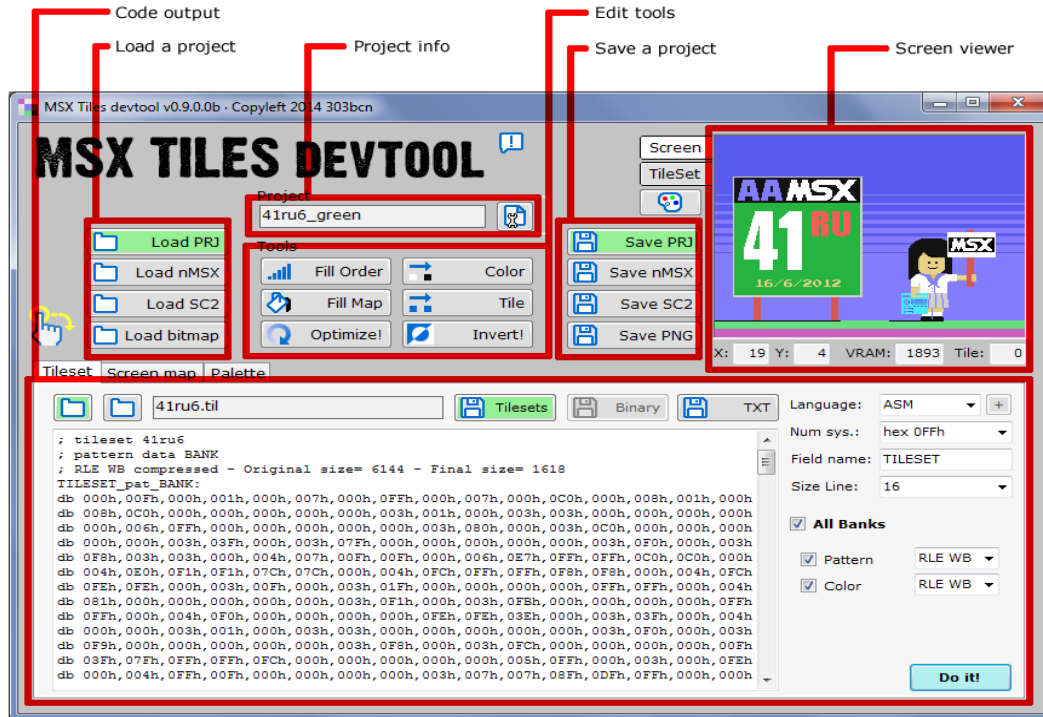 Code output
Edit tools
Load a project
Project info
Save a project
Screen viewer
MSX Tiles devtool v0.9.0.0b · Copyleft 2014 303bcn
MSX TILES DEVTOOL
Screen
TileSet
Project
41ru6_green
Load PRJ
Load nMSX
Load SC2
Load bitmap
Tools
Fill Order
Color
Fill Map
Tile
Optimize!
Invert!
Save PRJ
Save nMSX
Save SC2
Save PNG
AAMSX
41 RU
16/6/2012
MSX
X: 19 Y: 4 VRAM: 1893 Tile: 0
Tileset Screen map Palette
41ru6.til
Tilesets
Binary
TXT
; tileset 41ru6
; pattern data BANK
; RLE WB compressed - Original size= 6144 - Final size= 1618
TILESET_pat_BANK:
db 000h,00Fh,000h,001h,000h,007h,000h,0FFh,000h,007h,000h,0C0h,000h,008h,001h,000h
db 008h,0C0h,000h,000h,000h,000h,003h,001h,000h,003h,003h,000h,000h,000h,000h
db 000h,006h,0FFh,000h,000h,000h,000h,000h,003h,080h,000h,003h,0C0h,000h,000h,000h
db 000h,000h,003h,03Fh,000h,003h,07Fh,000h,000h,000h,000h,000h,003h,0F0h,000h,003h
db 0F8h,003h,003h,000h,004h,007h,00Fh,00Fh,000h,006h,0E7h,0FFh,0FFh,0C0h,0C0h,000h
db 004h,0E0h,0F1h,0F1h,07Ch,07Ch,000h,004h,0FCh,0FFh,0FFh,0F8h,0F8h,000h,004h,0FCh
db 0FEh,0FEh,000h,003h,00Fh,000h,003h,01Fh,000h,000h,000h,000h,0FFh,0FFh,000h,004h
db 081h,000h,000h,000h,000h,000h,003h,0F1h,000h,003h,0FBh,000h,000h,000h,000h,0FFh
db 0FFh,000h,004h,0F0h,000h,000h,000h,000h,0FEh,0FEh,03Eh,000h,003h,03Fh,000h,004h
db 000h,000h,003h,001h,000h,003h,003h,000h,000h,000h,000h,000h,003h,0F0h,000h,003h
db 0F9h,000h,000h,000h,000h,000h,003h,0F8h,000h,003h,0FCh,000h,000h,000h,000h,00Fh
db 03Fh,07Fh,0FFh,0FFh,0FCh,000h,000h,000h,000h,000h,005h,0FFh,000h,003h,000h,0FEh
db 000h,004h,0FFh,00Fh,000h,000h,000h,000h,003h,007h,007h,08Fh,0DFh,0FFh,000h,000h
Language: ASM
+
Num sys.: hex 0FFh
Field name: TILESET
Size Line: 16
All Banks
Pattern RLE WB
Color RLE WB
Do it!